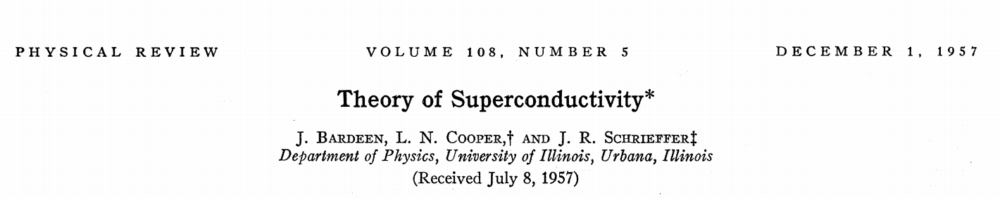 PHYSICAL REVIEW VOLUME 108, NUMBER 5 DECEMBER 1, 1957
Theory of Superconductivity*
J. BARDEEN, L. N. COOPER,† AND J. R. SCHRIEFFER‡
Department of Physics, University of Illinois, Urbana, Illinois
(Received July 8, 1957)